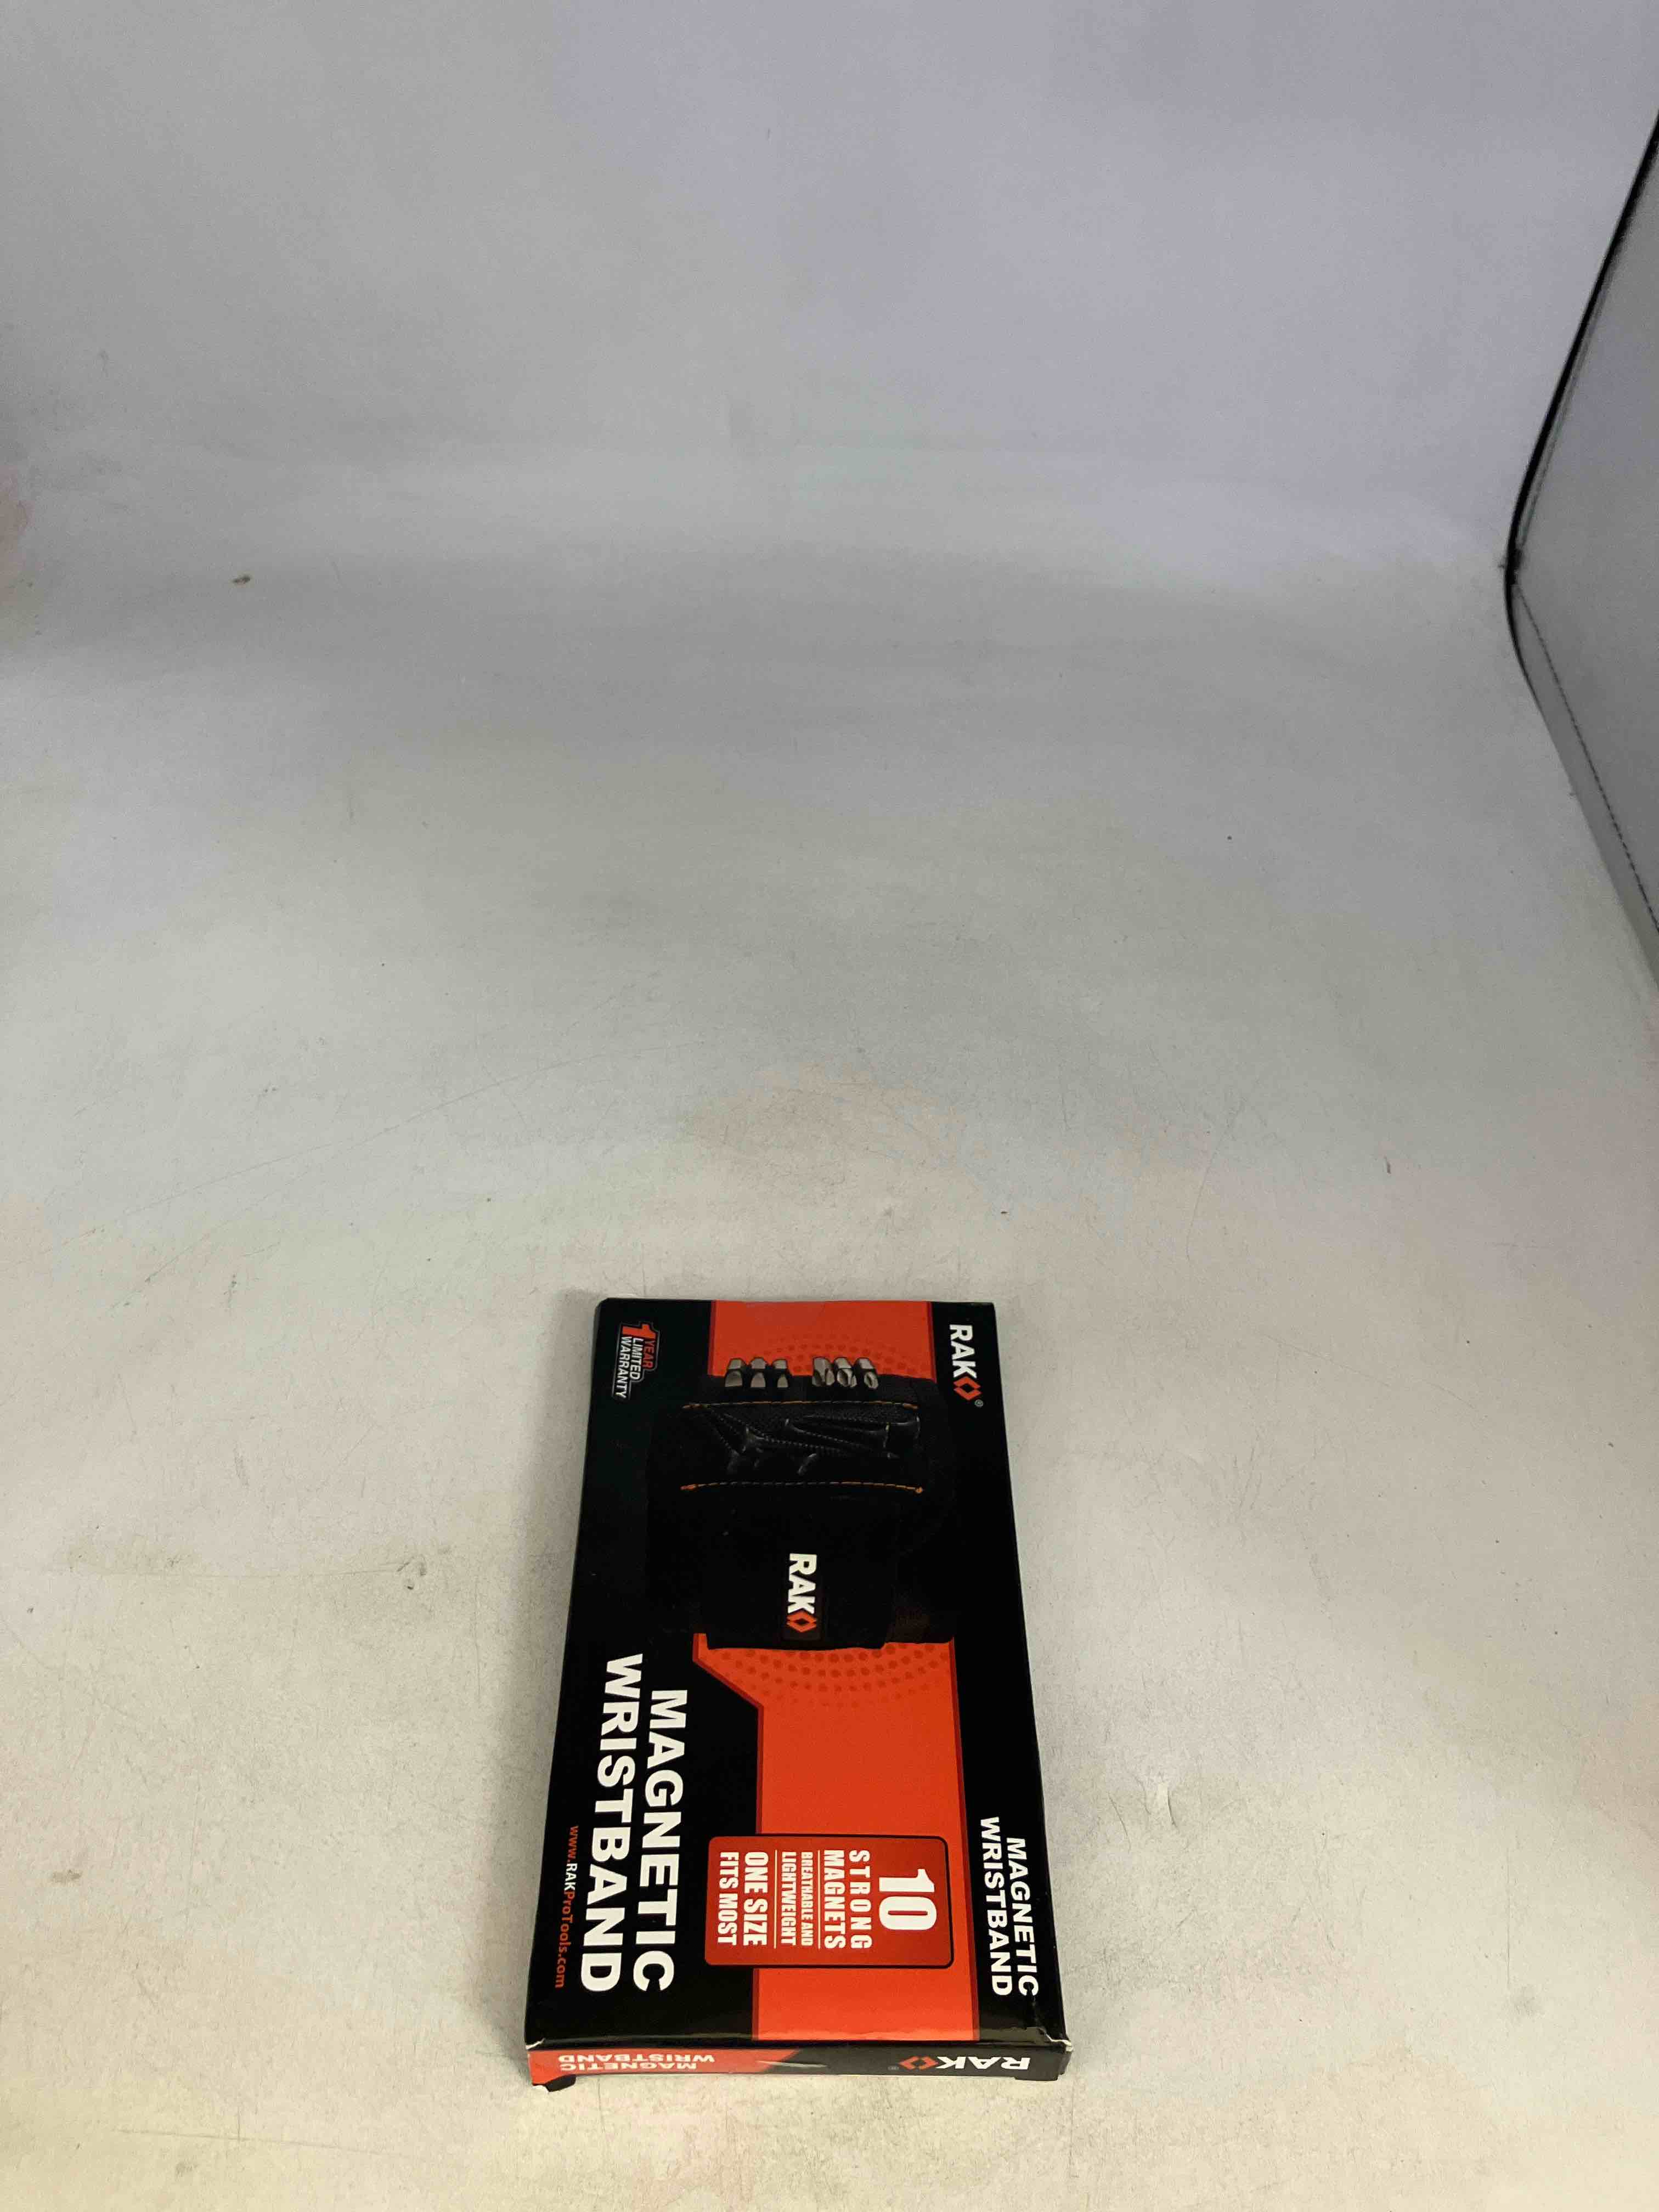 RAK®
MAGNETIC
WRISTBAND
RAK
10
STRONG
MAGNETS
BREATHABLE AND
LIGHTWEIGHT
ONE SIZE
FITS MOST
1 YEAR
LIMITED
WARRANTY
MAGNETIC
WRISTBAND
www.RAKProTools.com
RAK®
MAGNETIC
WRISTBAND